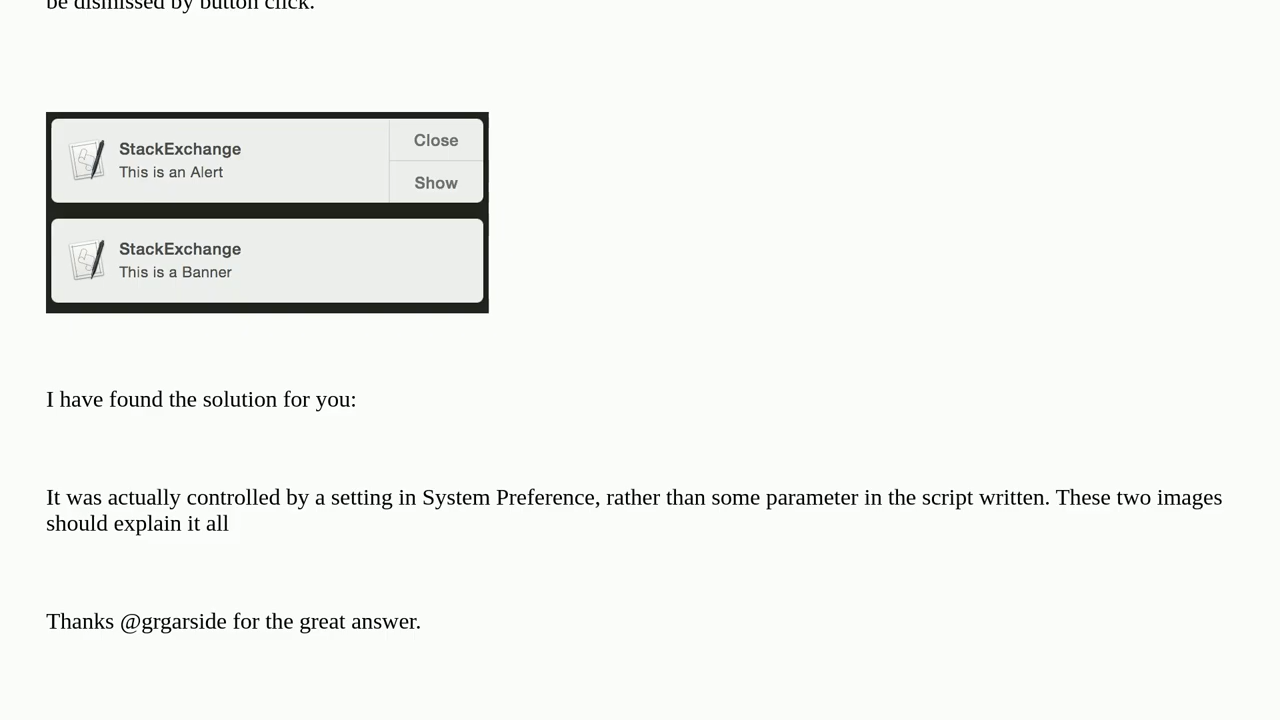 be dismissed by button click.
StackExchange
This is an Alert
Close
Show
StackExchange
This is a Banner
I have found the solution for you:
It was actually controlled by a setting in System Preference, rather than some parameter in the script written. These two images
should explain it all
Thanks @grgarside for the great answer.